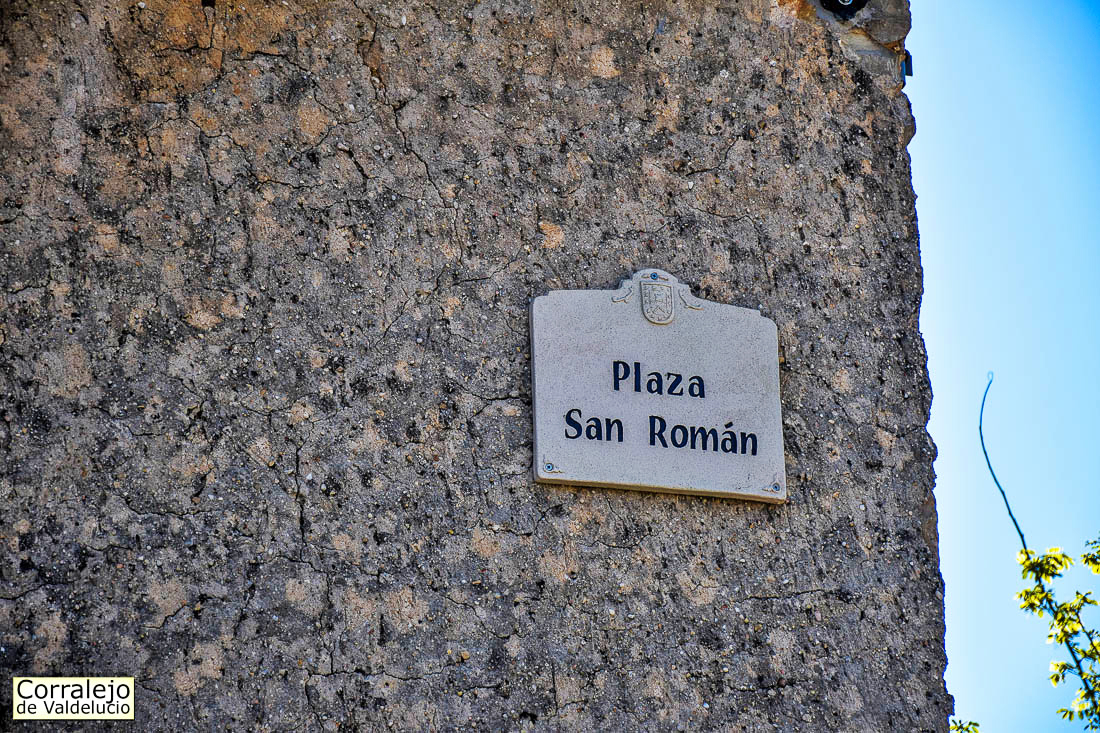 Plaza
San Román
Corralejo
de Valdelucio